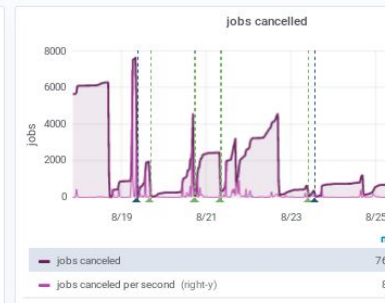 jobs cancelled
8000
6000
4000
2000
0
jobs
8/19
8/21
8/23
8/25
jobs canceled
76
jobs canceled per second (right-y)
8